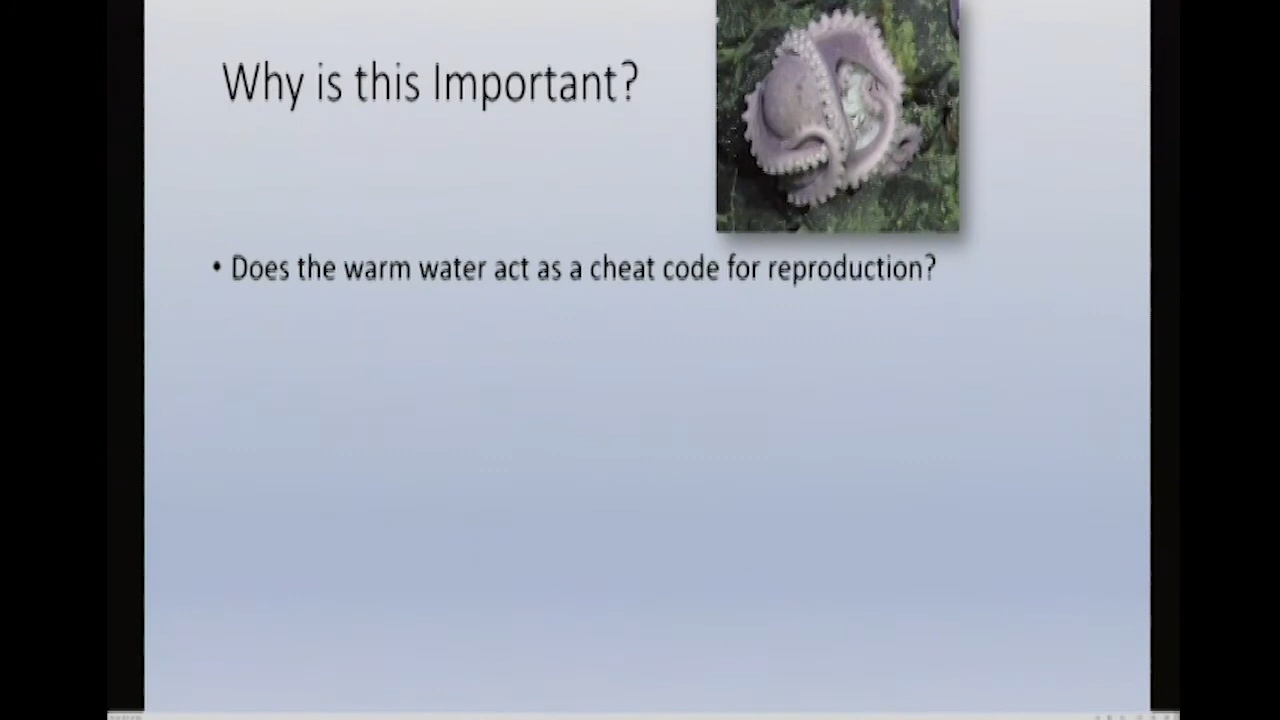 Why is this Important?
• Does the warm water act as a cheat code for reproduction?